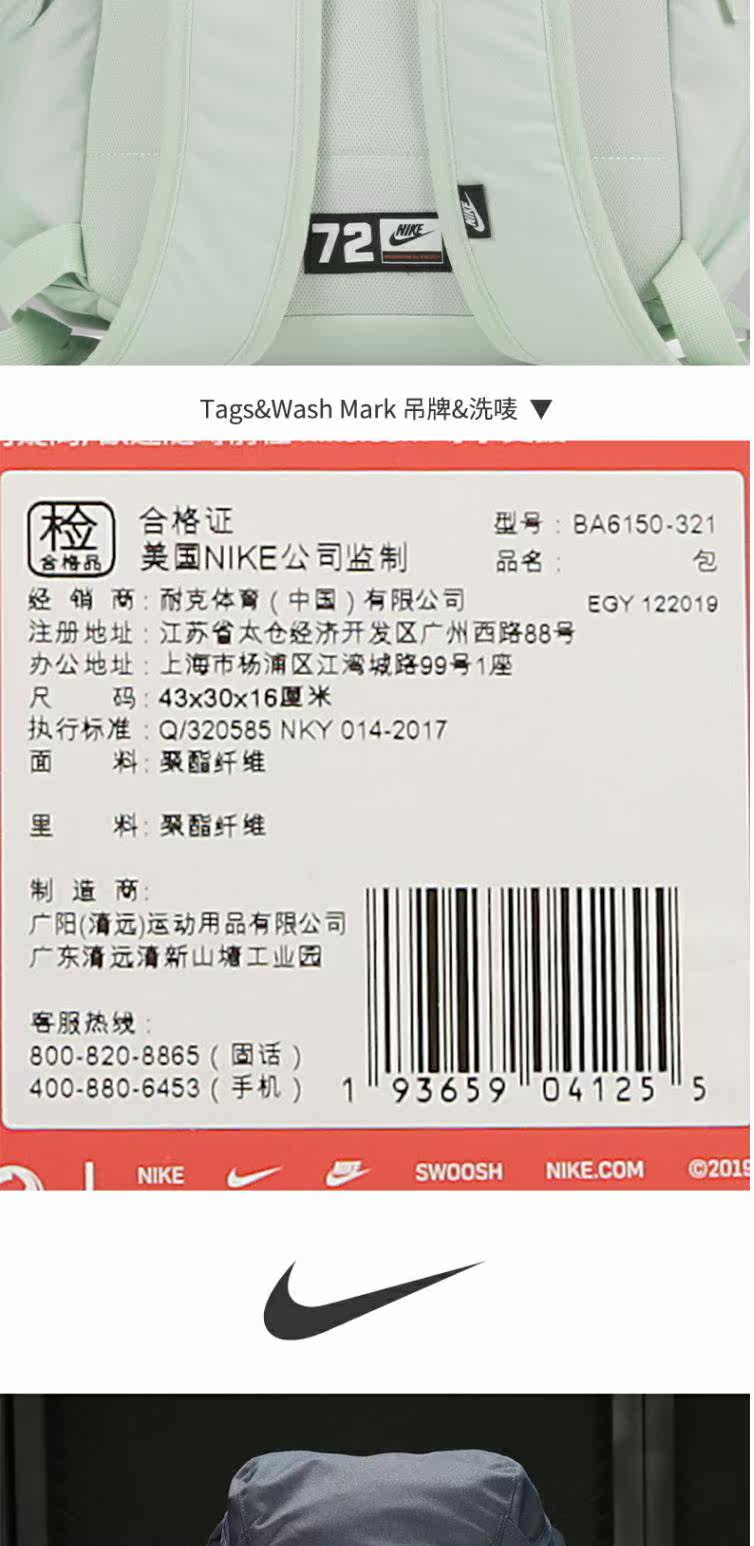 72
NIKE
NIKE
Tags&Wash Mark 吊牌&洗唛 ▼
检
合格品
合格证
美国NIKE公司监制
型号：BA6150-321
品名：包
经销商：耐克体育（中国）有限公司
EGY 122019
注册地址：江苏省太仓经济开发区广州西路88号
办公地址：上海市杨浦区江湾城路99号1座
尺码：43x30x16厘米
执行标准：Q/320585 NKY 014-2017
面料：聚酯纤维
里料：聚酯纤维
制造商：
广阳(清远)运动用品有限公司
广东清远清新山塘工业园
客服热线：
800-820-8865（固话）
400-880-6453（手机）
1 93659 04125 5
NIKE NIKE SWOOSH NIKE.COM ©2019